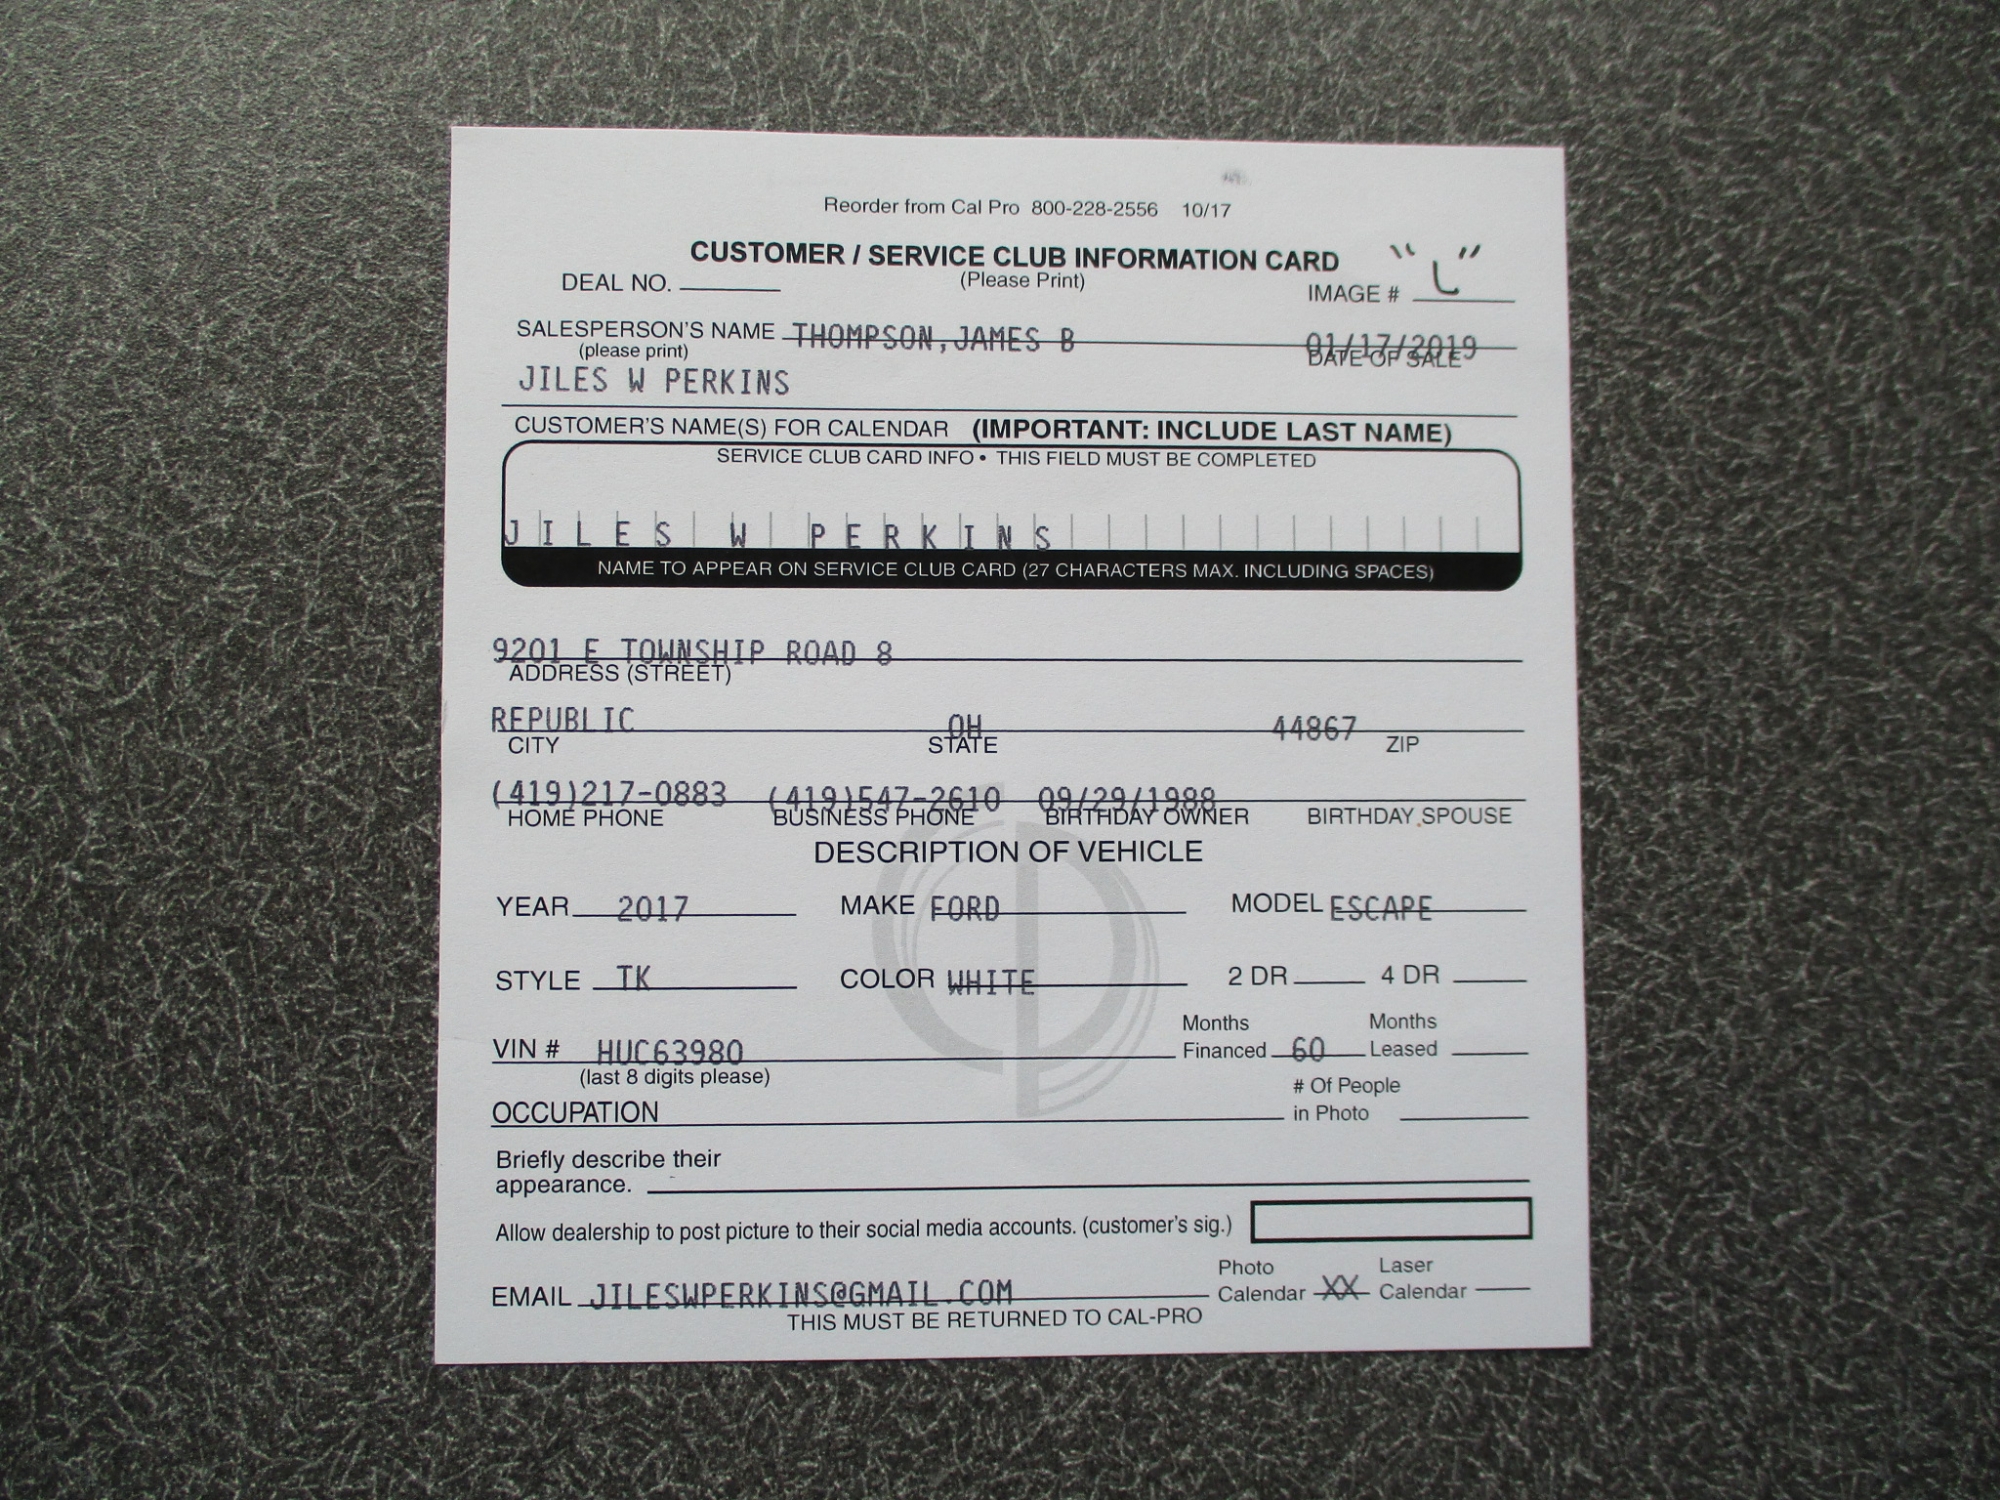 Reorder from Cal Pro 800-228-2556 10/17
CUSTOMER / SERVICE CLUB INFORMATION CARD
(Please Print)
DEAL NO.
IMAGE # "L"
SALESPERSON'S NAME THOMPSON,JAMES B 01/17/2019
(please print) DATE OF SALE
JILES W PERKINS
CUSTOMER'S NAME(S) FOR CALENDAR (IMPORTANT: INCLUDE LAST NAME)
SERVICE CLUB CARD INFO • THIS FIELD MUST BE COMPLETED
JILES W PERKINS
NAME TO APPEAR ON SERVICE CLUB CARD (27 CHARACTERS MAX. INCLUDING SPACES)
9201 E TOWNSHIP ROAD 8
ADDRESS (STREET)
REPUBLIC OH 44867
CITY STATE ZIP
(419)217-0883 (419)547-2610 09/29/1988
HOME PHONE BUSINESS PHONE BIRTHDAY OWNER BIRTHDAY SPOUSE
DESCRIPTION OF VEHICLE
YEAR 2017 MAKE FORD MODEL ESCAPE
STYLE TK COLOR WHITE 2 DR 4 DR
Months Months
VIN # HUC63980 Financed 60 Leased
(last 8 digits please)
# Of People
OCCUPATION in Photo
Briefly describe their
appearance.
Allow dealership to post picture to their social media accounts. (customer's sig.)
Photo Laser
EMAIL JILESWPERKINS@GMAIL.COM Calendar XX Calendar
THIS MUST BE RETURNED TO CAL-PRO